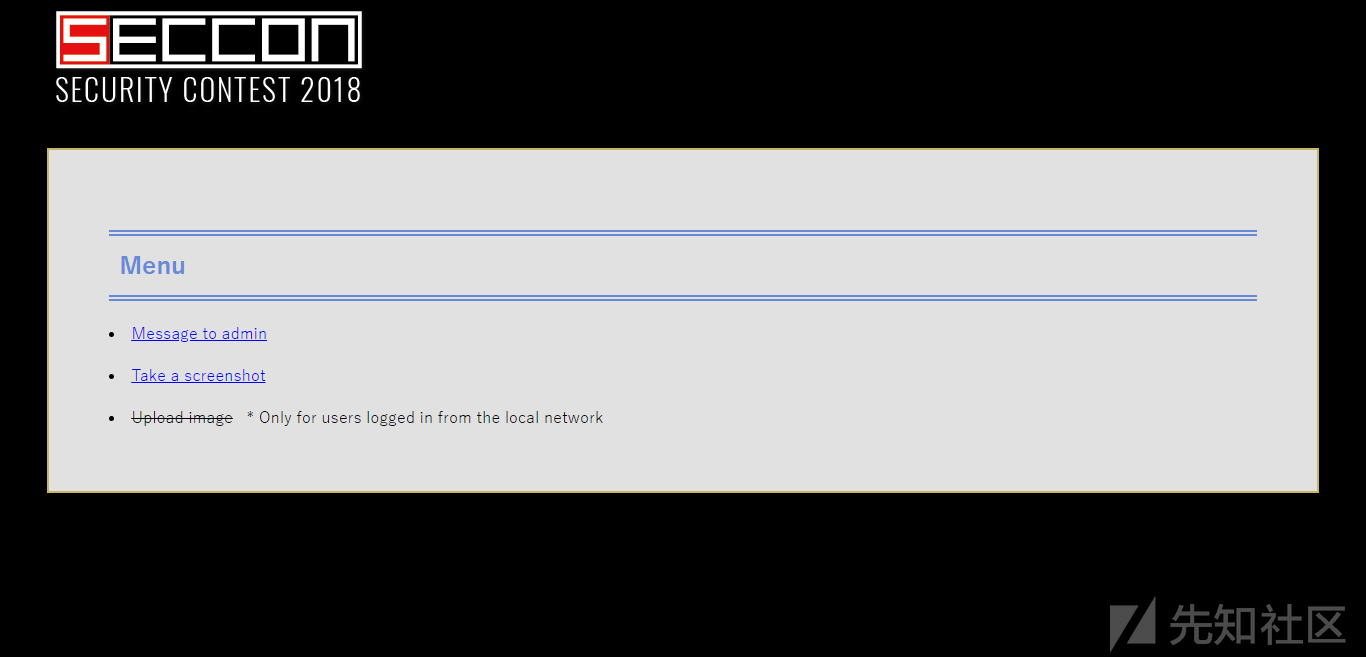 SECCON
SECURITY CONTEST 2018
Menu
Message to admin
Take a screenshot
Upload image * Only for users logged in from the local network
先知社区